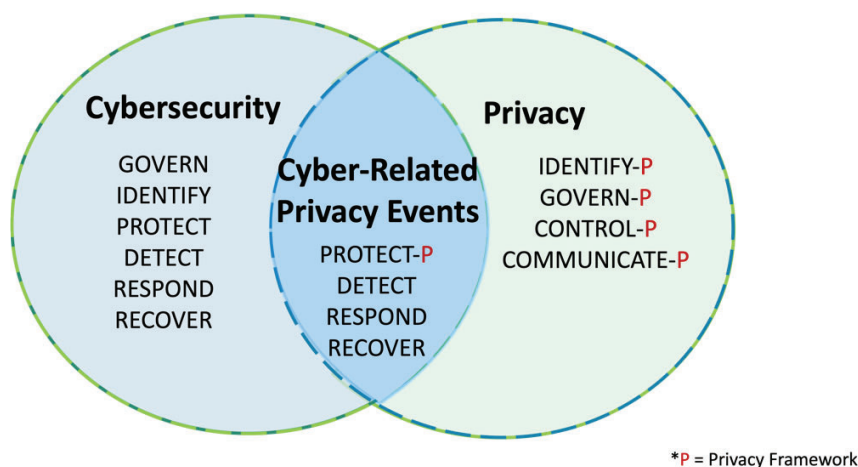 Cybersecurity
GOVERN
IDENTIFY
PROTECT
DETECT
RESPOND
RECOVER
Cyber-Related
Privacy Events
PROTECT-P
DETECT
RESPOND
RECOVER
Privacy
IDENTIFY-P
GOVERN-P
CONTROL-P
COMMUNICATE-P
*P = Privacy Framework